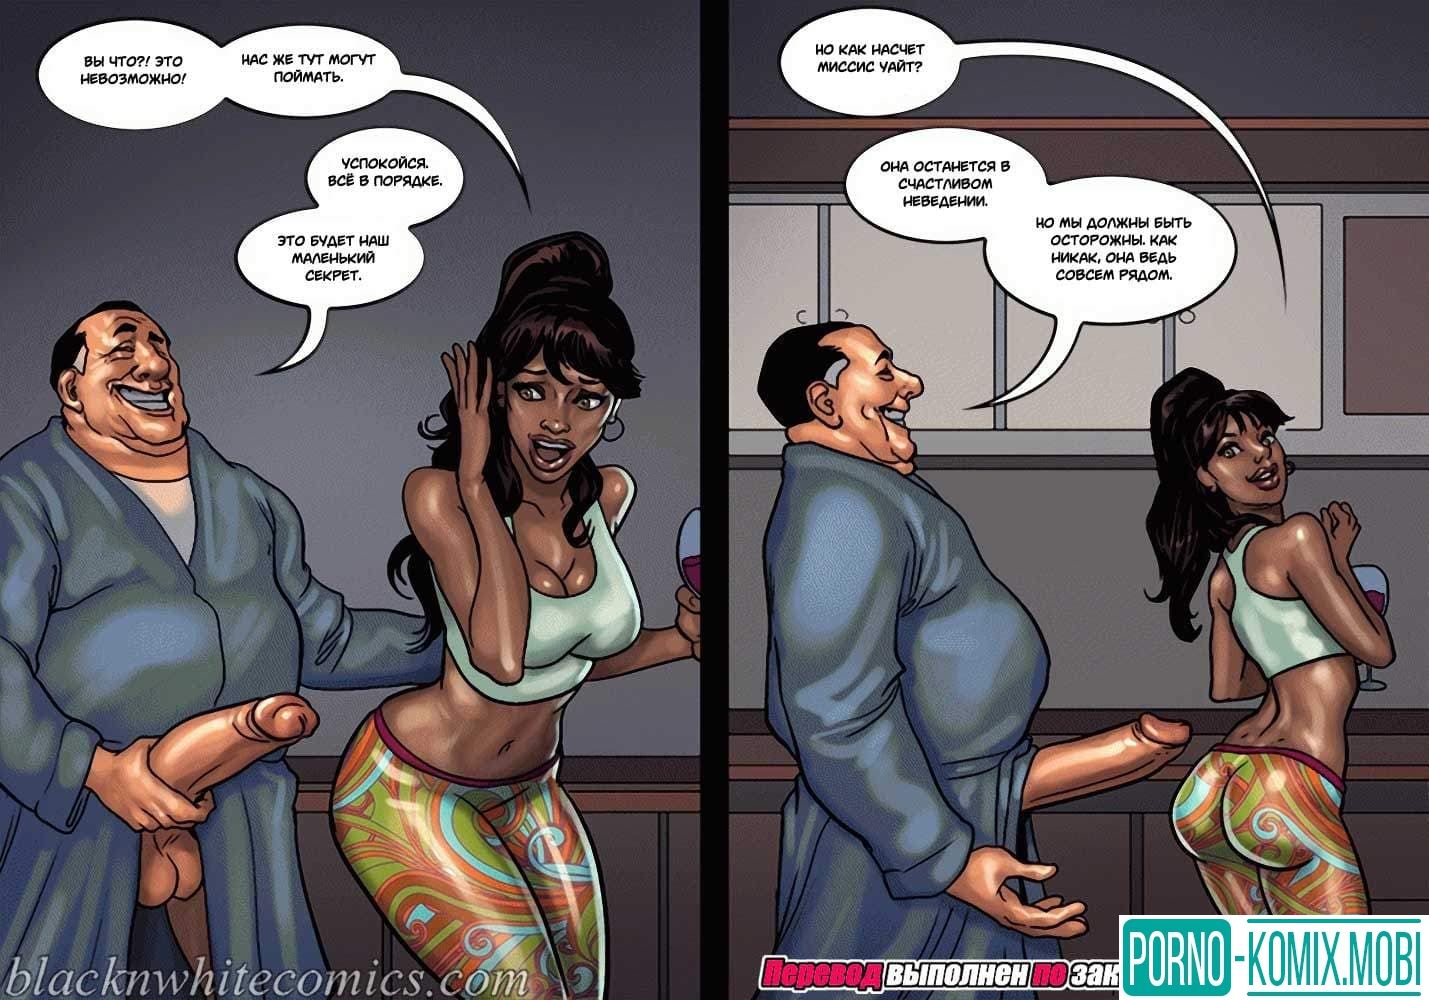 ВЫ ЧТО?! ЭТО
НЕВОЗМОЖНО!
НАС ЖЕ ТУТ МОГУТ
ПОЙМАТЬ.
УСПОКОЙСЯ.
ВСЁ В ПОРЯДКЕ.
ЭТО БУДЕТ НАШ
МАЛЕНЬКИЙ
СЕКРЕТ.
НО КАК НАСЧЕТ
МИССИС УАЙТ?
ОНА ОСТАНЕТСЯ В
СЧАСТЛИВОМ
НЕВЕДЕНИИ.
НО МЫ ДОЛЖНЫ БЫТЬ
ОСТОРОЖНЫ. КАК
НИКАК, ОНА ВЕДЬ
СОВСЕМ РЯДОМ.
blacknwhitecomics.com
Перевод выполнен по зак
PORNO-KOMIX.MOBI